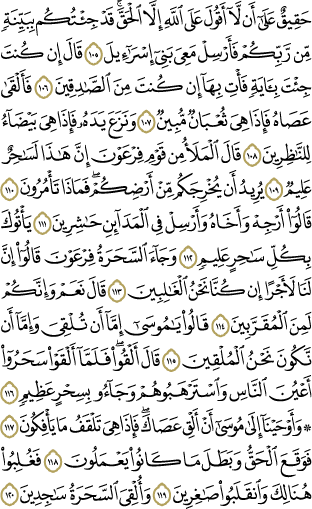 حَقِيقٌ عَلَىٰٓ أَن لَّآ أَقُولَ عَلَى ٱللَّهِ إِلَّا ٱلۡحَقَّۚ قَدۡ جِئۡتُكُم بِبَيِّنَةٖ
مِّن رَّبِّكُمۡ فَأَرۡسِلۡ مَعِيَ بَنِيٓ إِسۡرَٰٓءِيلَ ١٠٥ قَالَ إِن كُنتَ
جِئۡتَ بِـَٔايَةٖ فَأۡتِ بِهَآ إِن كُنتَ مِنَ ٱلصَّٰدِقِينَ ١٠٦ فَأَلۡقَىٰ
عَصَاهُ فَإِذَا هِيَ ثُعۡبَانٞ مُّبِينٞ ١٠٧ وَنَزَعَ يَدَهُۥ فَإِذَا هِيَ بَيۡضَآءُ
لِلنَّٰظِرِينَ ١٠٨ قَالَ ٱلۡمَلَأُ مِن قَوۡمِ فِرۡعَوۡنَ إِنَّ هَٰذَا لَسَٰحِرٌ
عَلِيمٞ ١٠٩ يُرِيدُ أَن يُخۡرِجَكُم مِّنۡ أَرۡضِكُمۡۖ فَمَاذَا تَأۡمُرُونَ ١١٠
قَالُوٓاْ أَرۡجِهۡ وَأَخَاهُ وَأَرۡسِلۡ فِي ٱلۡمَدَآئِنِ حَٰشِرِينَ ١١١ يَأۡتُوكَ
بِكُلِّ سَٰحِرٍ عَلِيمٖ ١١٢ وَجَآءَ ٱلسَّحَرَةُ فِرۡعَوۡنَ قَالُوٓاْ إِنَّ
لَنَا لَأَجۡرًا إِن كُنَّا نَحۡنُ ٱلۡغَٰلِبِينَ ١١٣ قَالَ نَعَمۡ وَإِنَّكُمۡ
لَمِنَ ٱلۡمُقَرَّبِينَ ١١٤ قَالُواْ يَٰمُوسَىٰٓ إِمَّآ أَن تُلۡقِيَ وَإِمَّآ أَن
نَّكُونَ نَحۡنُ ٱلۡمُلۡقِينَ ١١٥ قَالَ أَلۡقُواْۖ فَلَمَّآ أَلۡقَوۡاْ سَحَرُوٓاْ
أَعۡيُنَ ٱلنَّاسِ وَٱسۡتَرۡهَبُوهُمۡ وَجَآءُو بِسِحۡرٍ عَظِيمٖ ١١٦
۞ وَأَوۡحَيۡنَآ إِلَىٰ مُوسَىٰٓ أَنۡ أَلۡقِ عَصَاكَۖ فَإِذَا هِيَ تَلۡقَفُ مَا يَأۡفِكُونَ ١١٧
فَوَقَعَ ٱلۡحَقُّ وَبَطَلَ مَا كَانُواْ يَعۡمَلُونَ ١١٨ فَغُلِبُواْ
هُنَالِكَ وَٱنقَلَبُواْ صَٰغِرِينَ ١١٩ وَأُلۡقِيَ ٱلسَّحَرَةُ سَٰجِدِينَ ١٢٠